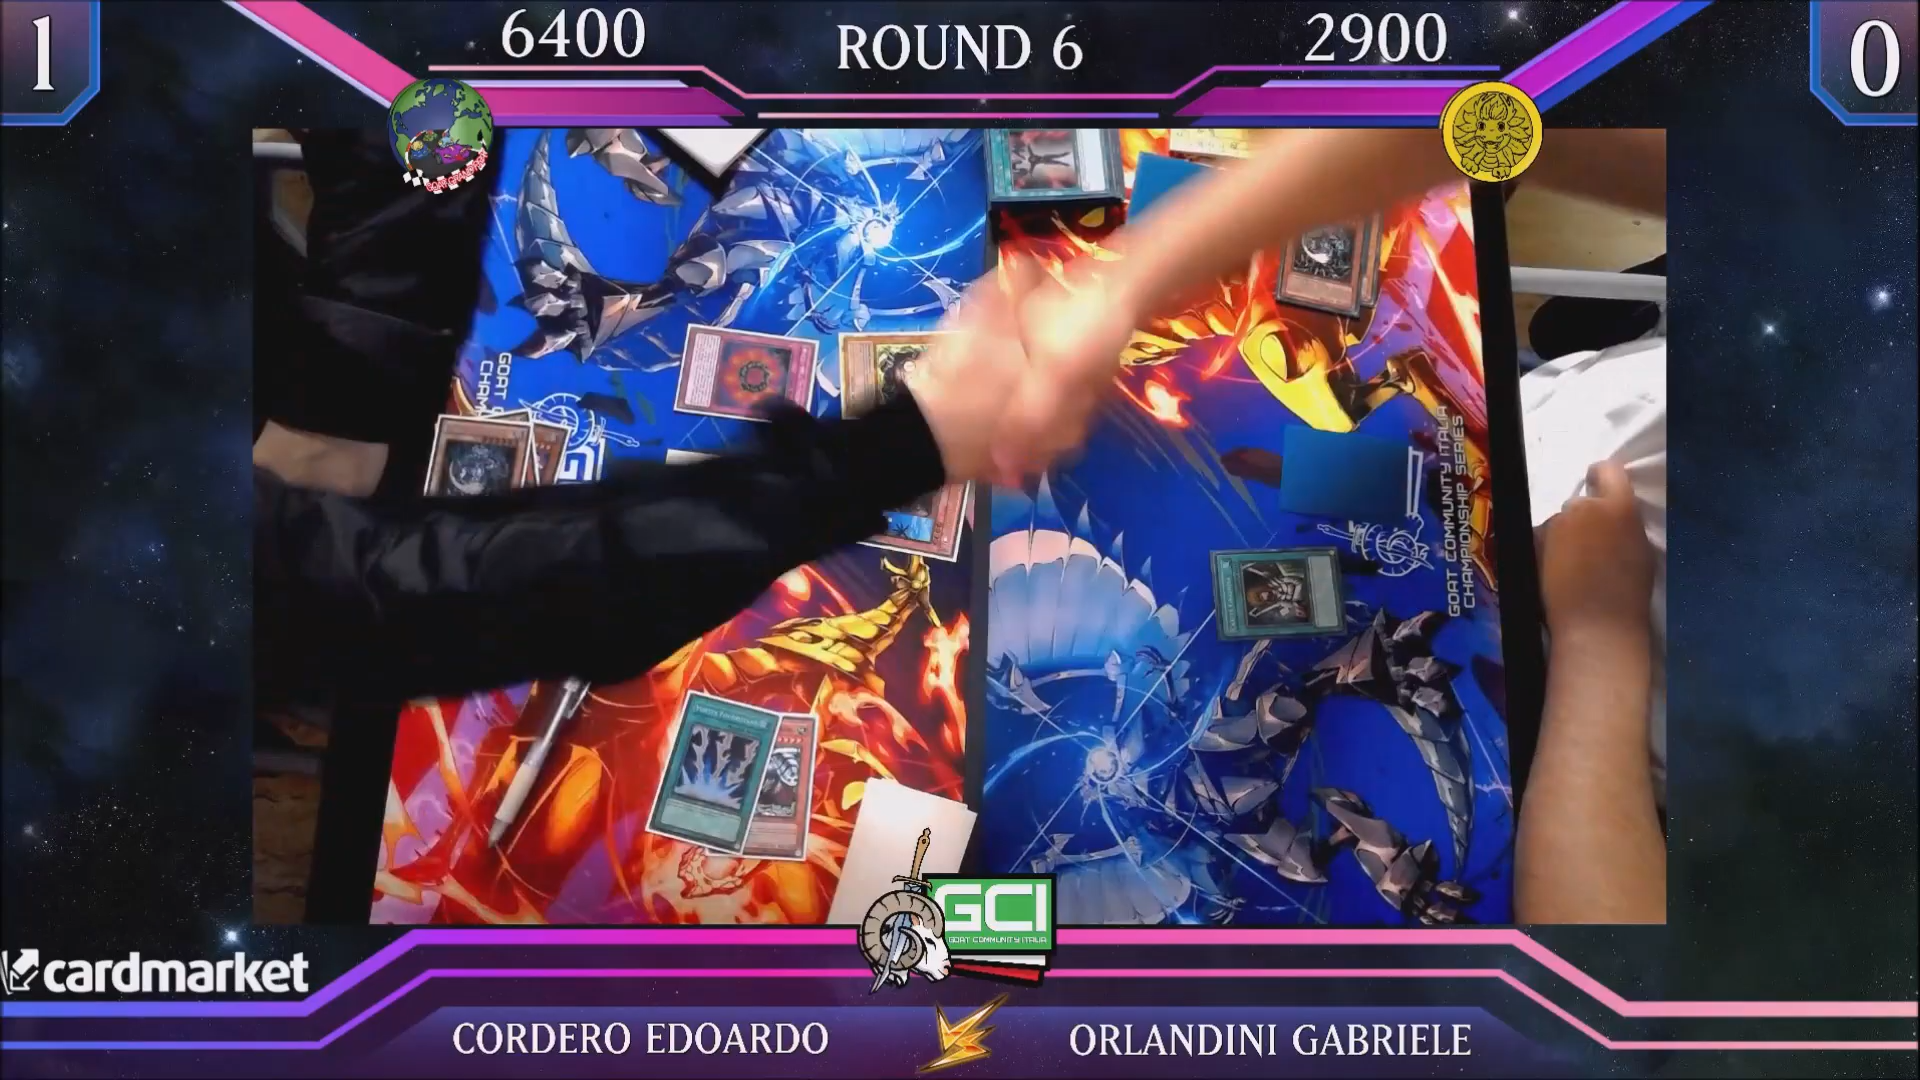 1
6400
ROUND 6
2900
0
GOAT COMMUNITY ITALIA
CHAMPIONSHIP SERIES
GCI
GOAT COMMUNITY ITALIA
cardmarket
CORDERO EDOARDO
ORLANDINI GABRIELE